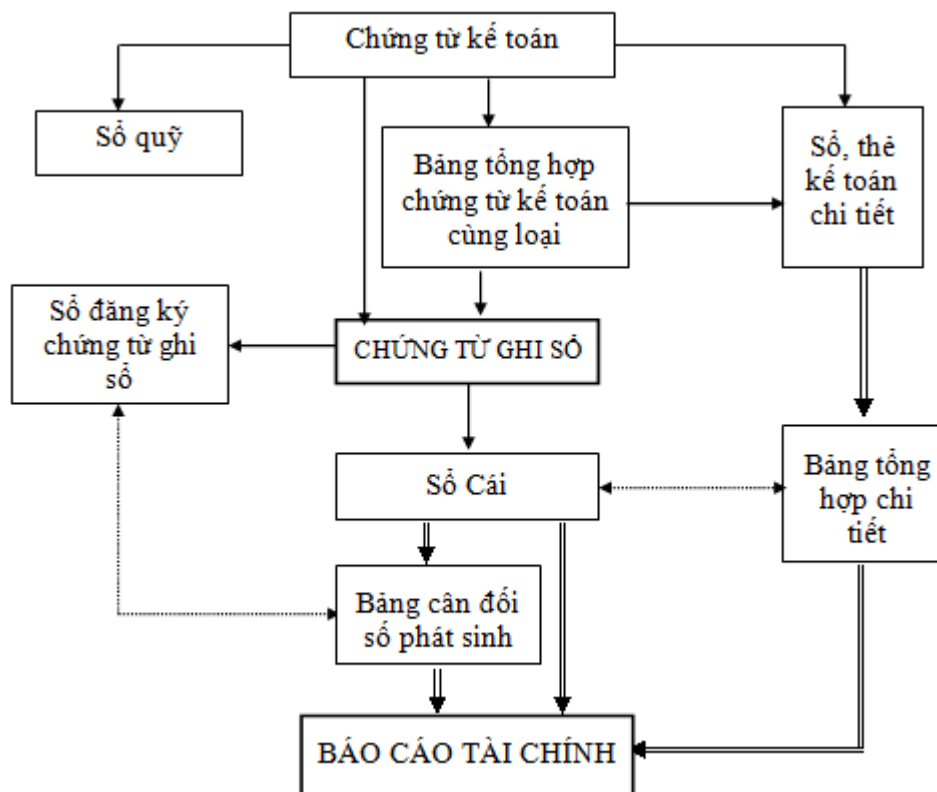 Chứng từ kế toán
Sổ quỹ
Bảng tổng hợp
chứng từ kế toán
cùng loại
Sổ, thẻ
kế toán
chi tiết
Sổ đăng ký
chứng từ ghi
sổ
CHỨNG TỪ GHI SỔ
Sổ Cái
Bảng tổng
hợp chi
tiết
Bảng cân đối
số phát sinh
BÁO CÁO TÀI CHÍNH